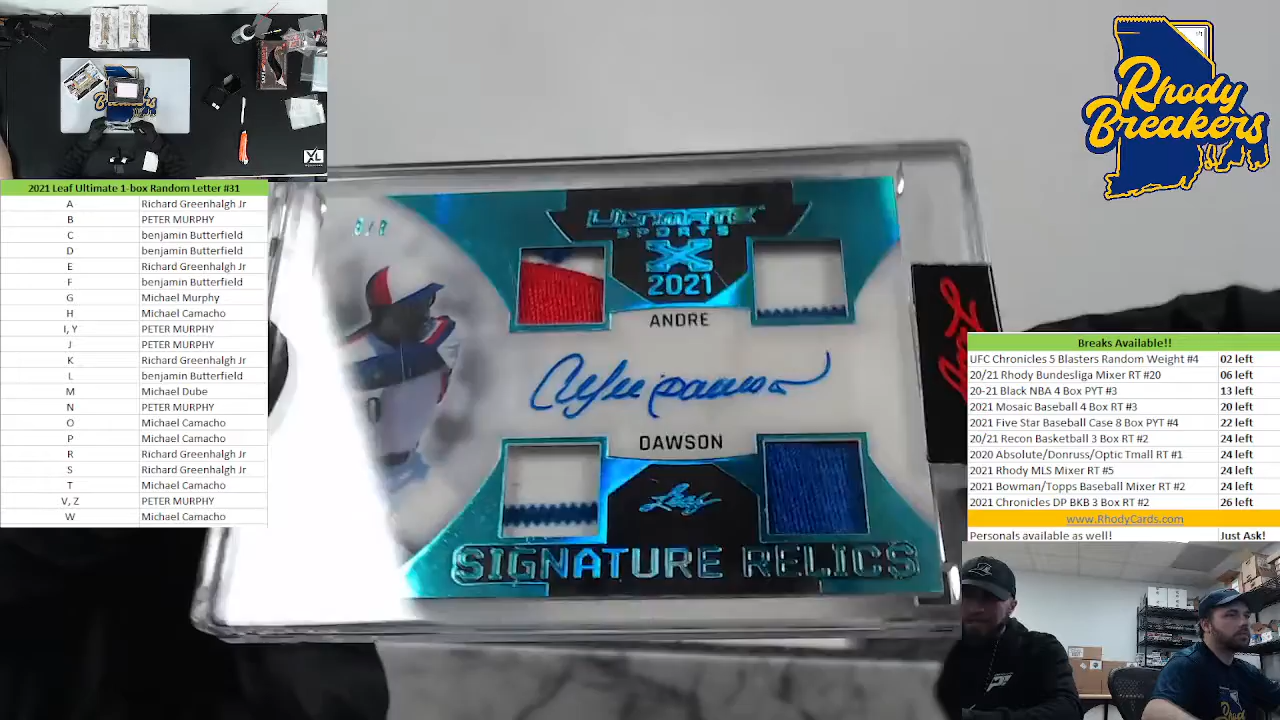 2021 Leaf Ultimate 1-box Random Letter #31
A Richard Greenhalgh Jr
B PETER MURPHY
C benjamin Butterfield
D benjamin Butterfield
E Richard Greenhalgh Jr
F benjamin Butterfield
G Michael Murphy
H Michael Camacho
I, Y PETER MURPHY
J PETER MURPHY
K Richard Greenhalgh Jr
L benjamin Butterfield
M Michael Dube
N PETER MURPHY
O Michael Camacho
P Michael Camacho
R Richard Greenhalgh Jr
S Richard Greenhalgh Jr
T Michael Camacho
V, Z PETER MURPHY
W Michael Camacho
XL
8/8
ULTIMATE
SPORTS
X
2021
ANDRE
Andre Dawson
DAWSON
Leaf
SIGNATURE RELICS
Leaf
Rhody
Breakers
Breaks Available!!
UFC Chronicles 5 Blasters Random Weight #4 02 left
20/21 Rhody Bundesliga Mixer RT #20 06 left
20-21 Black NBA 4 Box PYT #3 13 left
2021 Mosaic Baseball 4 Box RT #3 20 left
2021 Five Star Baseball Case 8 Box PYT #4 22 left
20/21 Recon Basketball 3 Box RT #2 24 left
2020 Absolute/Donruss/Optic Tmall RT #1 24 left
2021 Rhody MLS Mixer RT #5 24 left
2021 Bowman/Topps Baseball Mixer RT #2 24 left
2021 Chronicles DP BKB 3 Box RT #2 26 left
www.RhodyCards.com
Personals available as well! Just Ask!